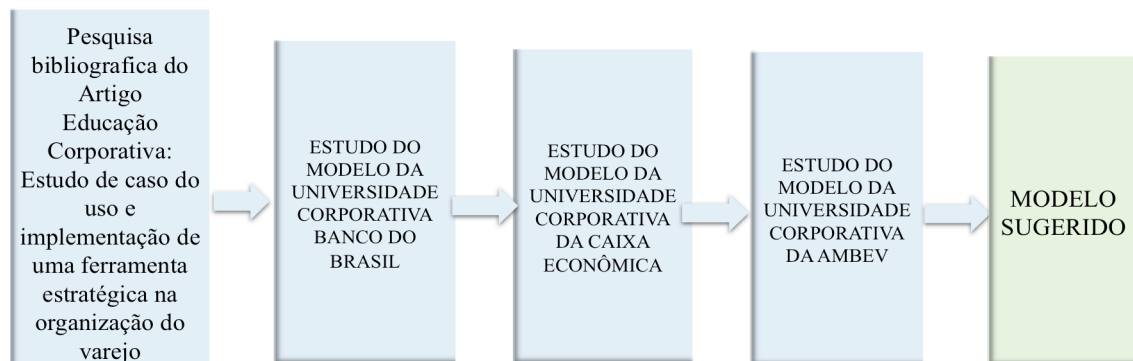 Pesquisa
bibliografica do
Artigo
Educação
Corporativa:
Estudo de caso do
uso e
implementação de
uma ferramenta
estratégica na
organização do
varejo
ESTUDO DO
MODELO DA
UNIVERSIDADE
CORPORATIVA
BANCO DO
BRASIL
ESTUDO DO
MODELO DA
UNIVERSIDADE
CORPORATIVA
DA CAIXA
ECONÔMICA
ESTUDO DO
MODELO DA
UNIVERSIDADE
CORPORATIVA
DA AMBEV
MODELO
SUGERIDO